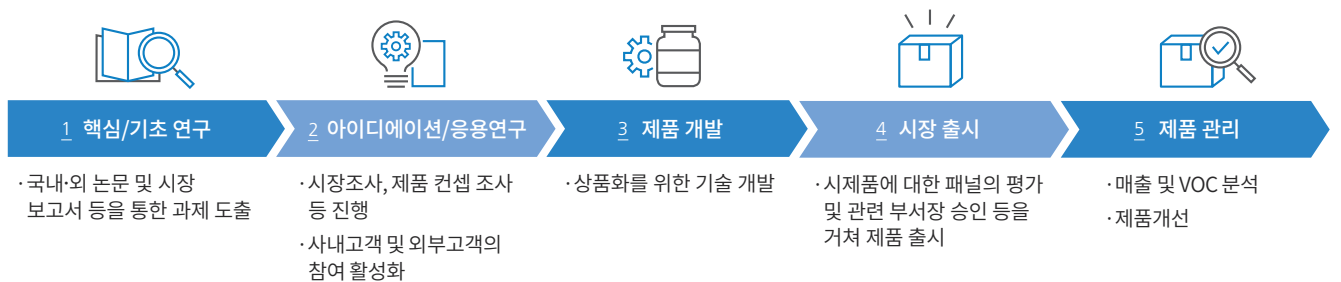 1 핵심/기초 연구
2 아이디에이션/응용연구
3 제품 개발
4 시장 출시
5 제품 관리
·국내·외 논문 및 시장
보고서 등을 통한 과제 도출
·시장조사, 제품 컨셉 조사
등 진행
·사내고객 및 외부고객의
참여 활성화
·상품화를 위한 기술 개발
·시제품에 대한 패널의 평가
및 관련 부서장 승인 등을
거쳐 제품 출시
·매출 및 VOC 분석
·제품개선